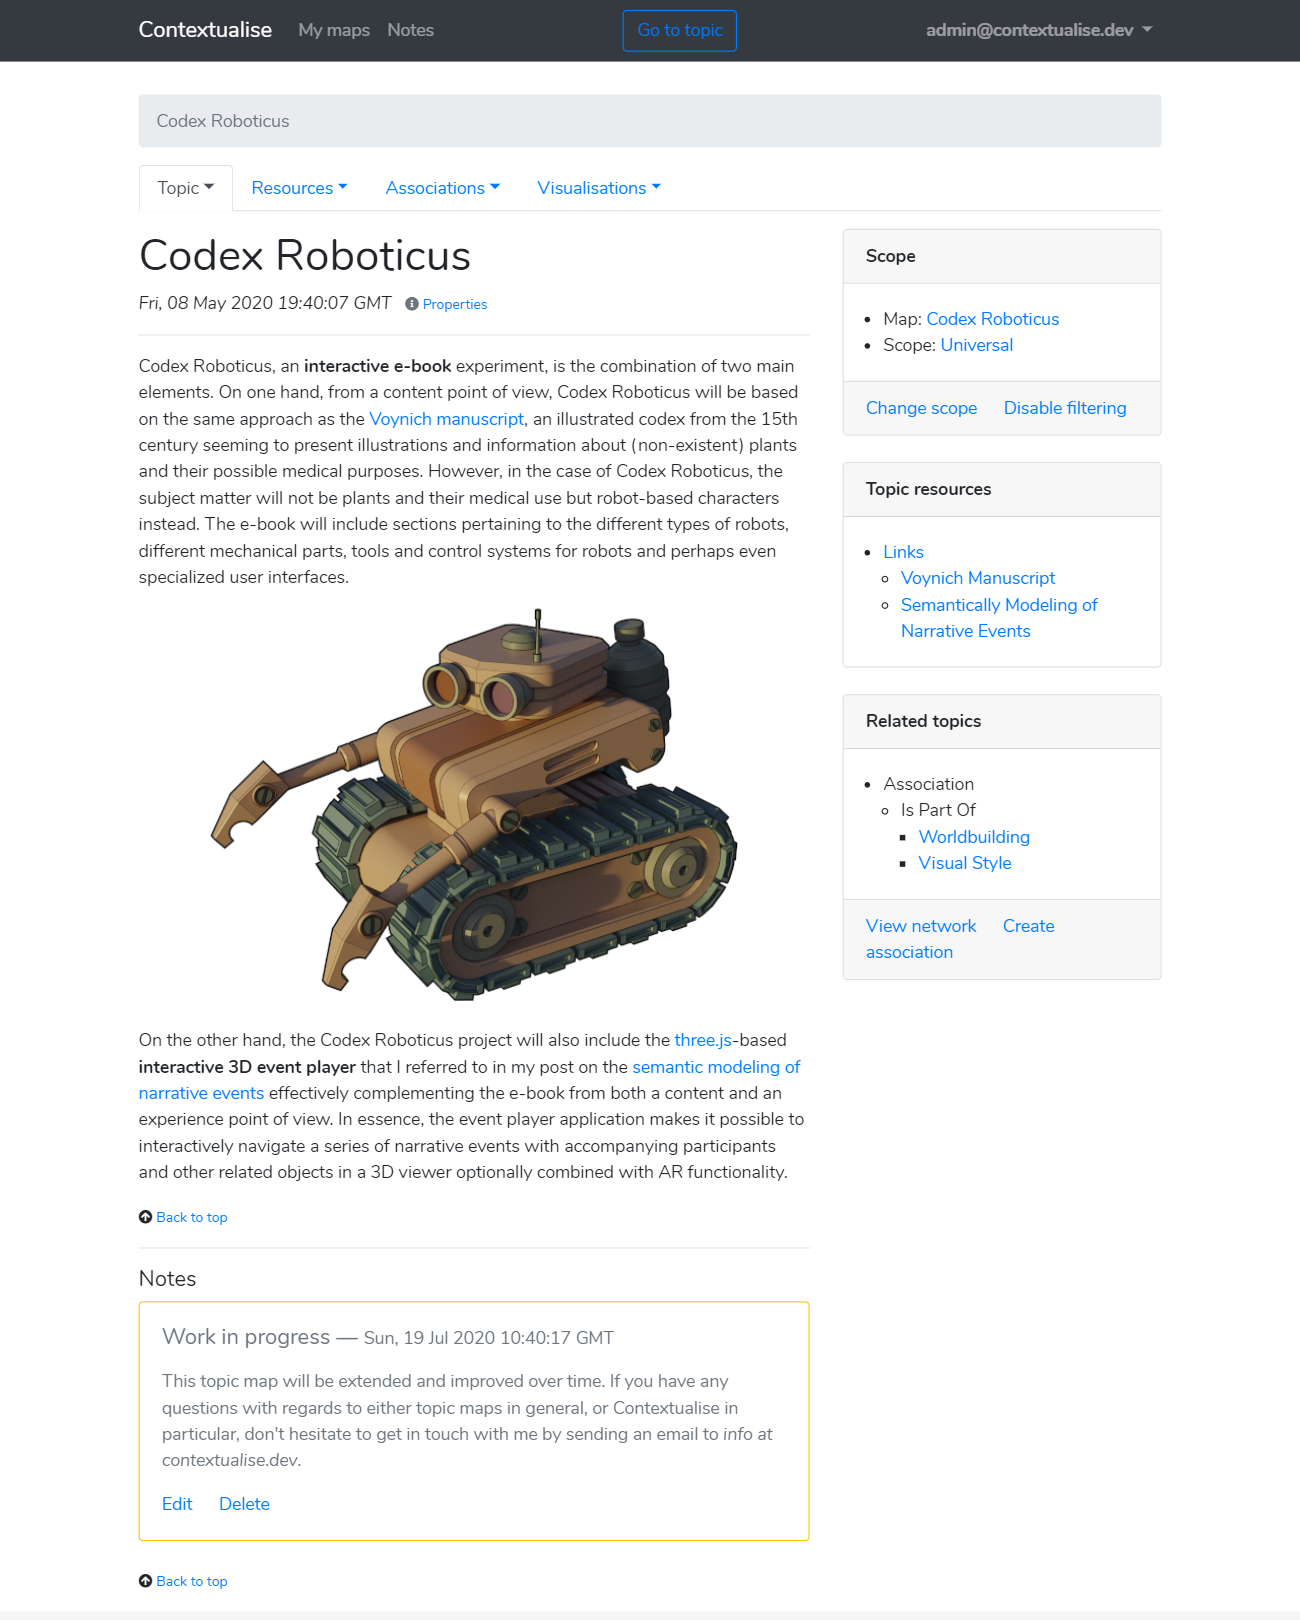 Contextualise My maps Notes Go to topic admin@contextualise.dev
Codex Roboticus
Topic Resources Associations Visualisations
Codex Roboticus
Fri, 08 May 2020 19:40:07 GMT Properties
Codex Roboticus, an interactive e-book experiment, is the combination of two main
elements. On one hand, from a content point of view, Codex Roboticus will be based
on the same approach as the Voynich manuscript, an illustrated codex from the 15th
century seeming to present illustrations and information about (non-existent) plants
and their possible medical purposes. However, in the case of Codex Roboticus, the
subject matter will not be plants and their medical use but robot-based characters
instead. The e-book will include sections pertaining to the different types of robots,
different mechanical parts, tools and control systems for robots and perhaps even
specialized user interfaces.
On the other hand, the Codex Roboticus project will also include the three.js-based
interactive 3D event player that I referred to in my post on the semantic modeling of
narrative events effectively complementing the e-book from both a content and an
experience point of view. In essence, the event player application makes it possible to
interactively navigate a series of narrative events with accompanying participants
and other related objects in a 3D viewer optionally combined with AR functionality.
Back to top
Notes
Work in progress — Sun, 19 Jul 2020 10:40:17 GMT
This topic map will be extended and improved over time. If you have any
questions with regards to either topic maps in general, or Contextualise in
particular, don't hesitate to get in touch with me by sending an email to info at
contextualise.dev.
Edit Delete
Back to top
Scope
Map: Codex Roboticus
Scope: Universal
Change scope Disable filtering
Topic resources
Links
Voynich Manuscript
Semantically Modeling of
Narrative Events
Related topics
Association
Is Part Of
Worldbuilding
Visual Style
View network Create
association